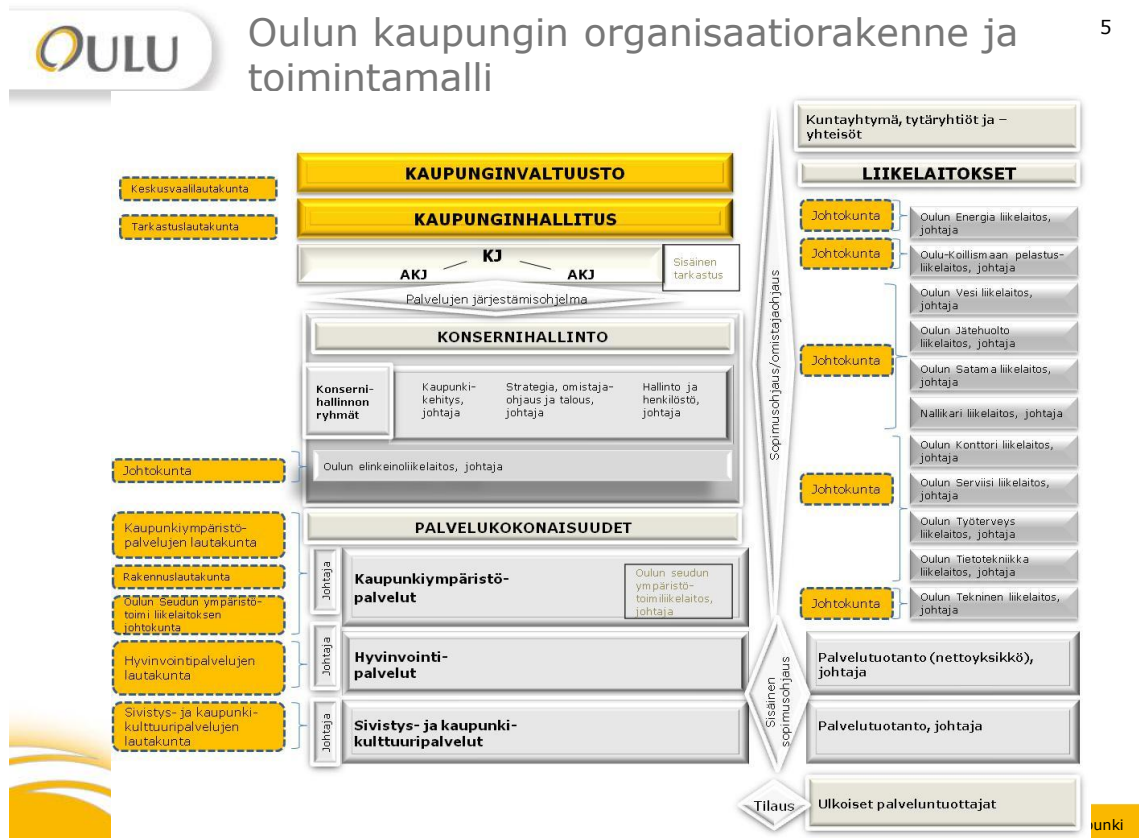 OULU
Oulun kaupungin organisaatiorakenne ja
toimintamalli
5
Keskusvaalilautakunta
Tarkastuslautakunta
KAUPUNGINVALTUUSTO
KAUPUNGINHALLITUS
KJ
AKJ
AKJ
Sisäinen
tarkastus
Palvelujen järjestämisohjelma
KONSERNIHALLINTO
Konserni-
hallinnon
ryhmät
Kaupunki-
kehitys,
johtaja
Strategia, omistaja-
ohjaus ja talous,
johtaja
Hallinto ja
henkilöstö,
johtaja
Johtokunta
Oulun elinkeinoliikelaitos, johtaja
PALVELUKOKONAISUUDET
Kaupunkiympäristö-
palvelujen lautakunta
Rakennuslautakunta
Oulun Seudun ympäristö-
toimi liikelaitoksen
johtokunta
Johtaja
Kaupunkiympäristö-
palvelut
Oulun seudun
ympäristö-
toimiliikelaitos,
johtaja
Hyvinvointipalvelujen
lautakunta
Johtaja
Hyvinvointi-
palvelut
Sivistys- ja kaupunki-
kulttuuripalvelujen
lautakunta
Johtaja
Sivistys- ja kaupunki-
kulttuuripalvelut
Sopimusohjaus/omistajaohjaus
Sisäinen
sopimusohjaus
Tilaus
Kuntayhtymä, tytäryhtiöt ja –
yhteisöt
LIIKELAITOKSET
Johtokunta
Oulun Energia liikelaitos,
johtaja
Johtokunta
Oulu-Koillismaan pelastus-
liikelaitos, johtaja
Johtokunta
Oulun Vesi liikelaitos,
johtaja
Oulun Jätehuolto
liikelaitos, johtaja
Oulun Satama liikelaitos,
johtaja
Nallikari liikelaitos, johtaja
Johtokunta
Oulun Konttori liikelaitos,
johtaja
Oulun Serviisi liikelaitos,
johtaja
Oulun Työterveys
liikelaitos, johtaja
Oulun Tietotekniikka
liikelaitos, johtaja
Johtokunta
Oulun Tekninen liikelaitos,
johtaja
Palvelutuotanto (nettoyksikkö),
johtaja
Palvelutuotanto, johtaja
Ulkoiset palveluntuottajat